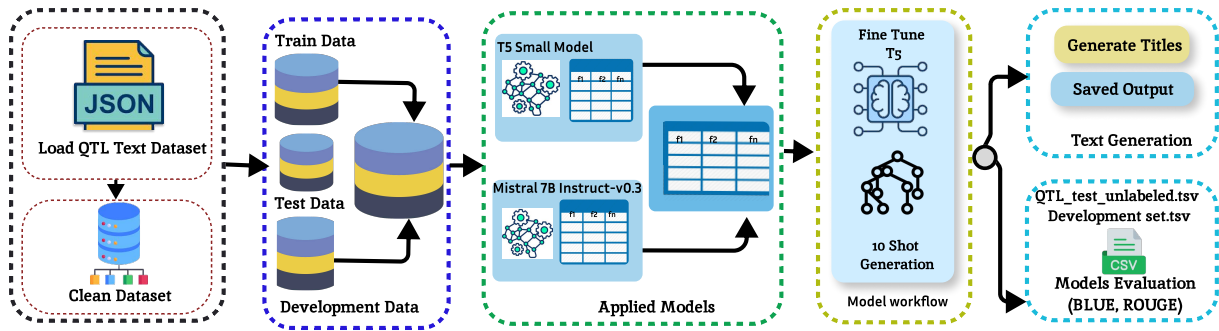 JSON
Load QTL Text Dataset
Clean Dataset
Train Data
Test Data
Development Data
T5 Small Model
f1 f2 fn
Mistral 7B Instruct-v0.3
f1 f2 fn
f1 f2 fn
Applied Models
Fine Tune
T5
10 Shot
Generation
Model workflow
Generate Titles
Saved Output
Text Generation
QTL_test_unlabeled.tsv
Development set.tsv
CSV
Models Evaluation
(BLUE, ROUGE)